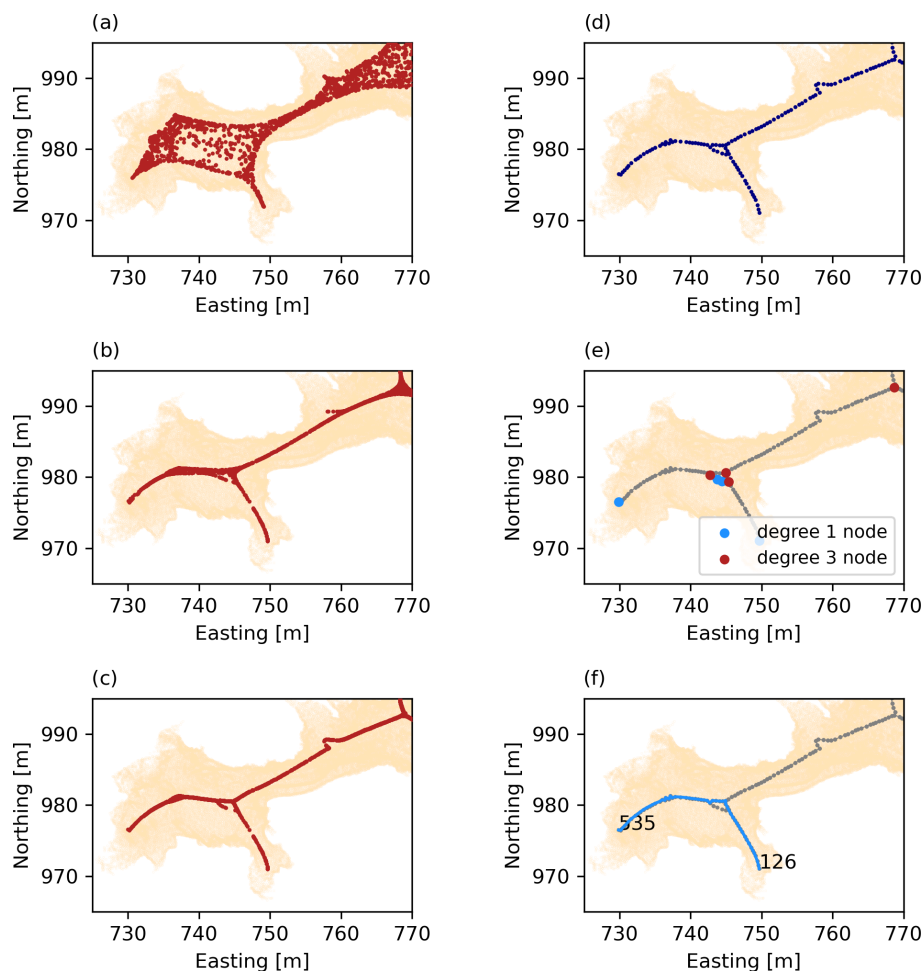 (a)
990
980
970
Northing [m]
730 740 750 760 770
Easting [m]
(d)
990
980
970
Northing [m]
730 740 750 760 770
Easting [m]
(b)
990
980
970
Northing [m]
730 740 750 760 770
Easting [m]
(e)
990
980
970
Northing [m]
degree 1 node
degree 3 node
730 740 750 760 770
Easting [m]
(c)
990
980
970
Northing [m]
730 740 750 760 770
Easting [m]
(f)
990
980
970
Northing [m]
535
126
730 740 750 760 770
Easting [m]